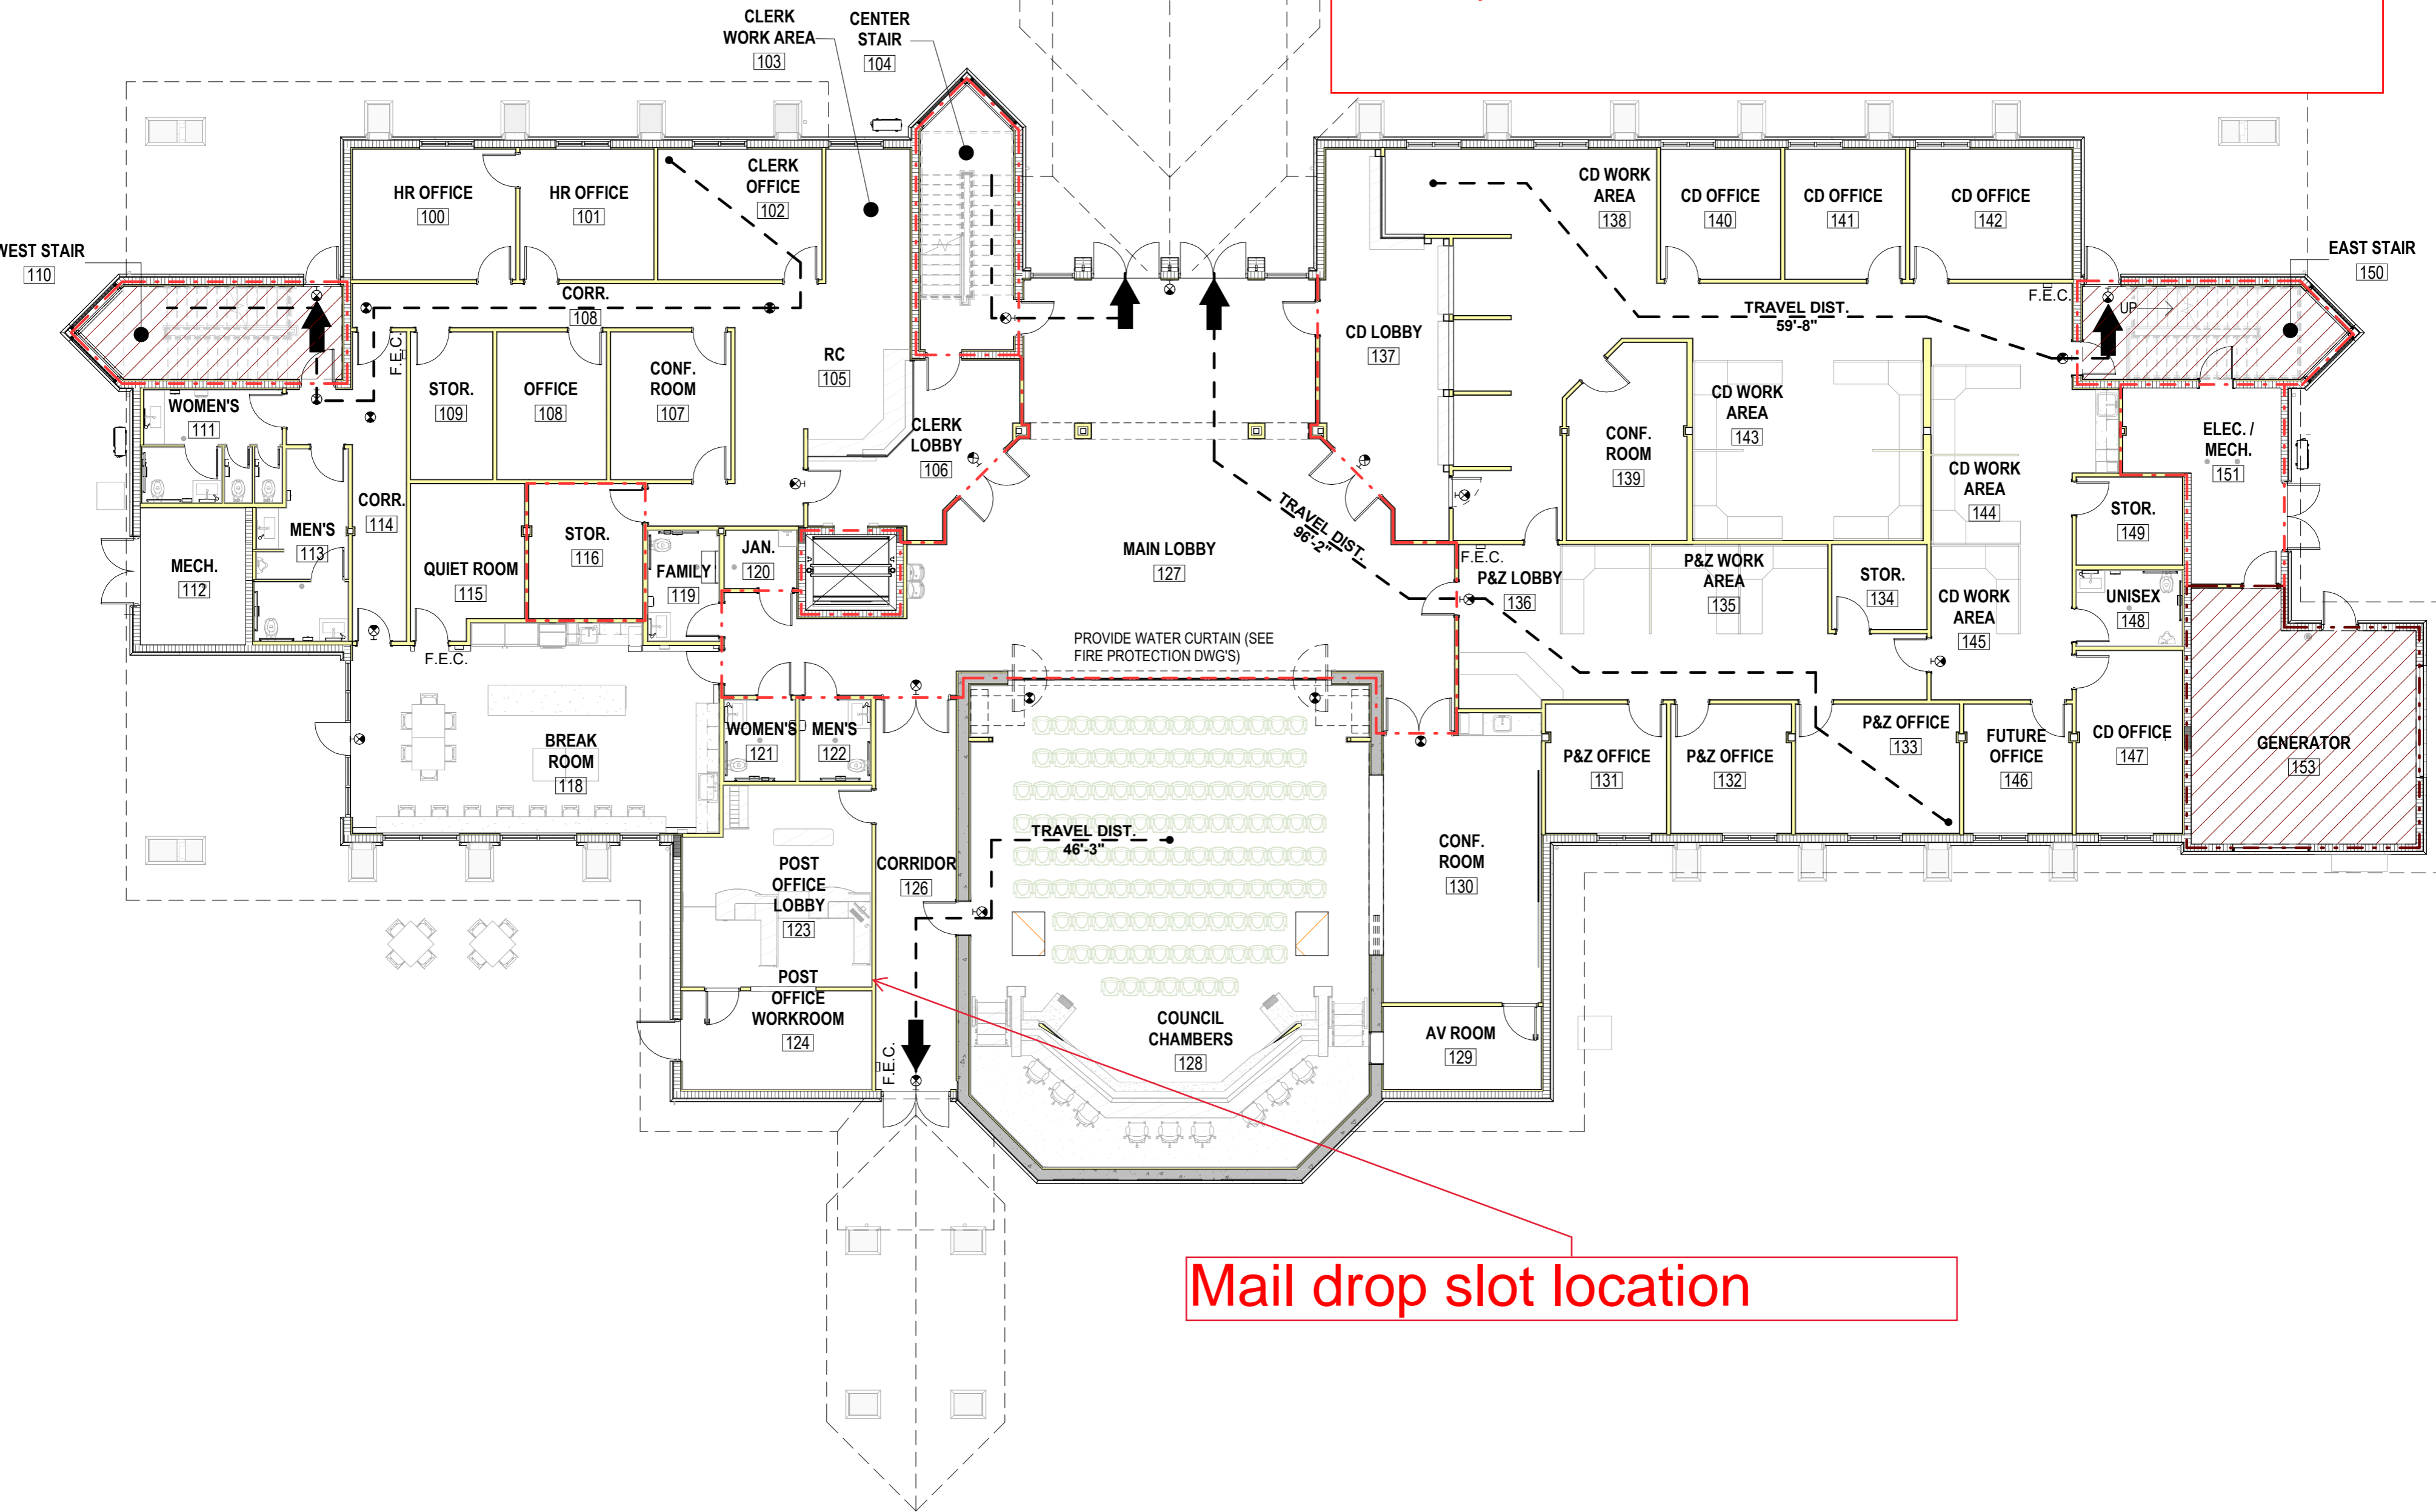 CLERK
WORK AREA
103
CENTER
STAIR
104
HR OFFICE
100
HR OFFICE
101
CLERK
OFFICE
102
CD WORK
AREA
138
CD OFFICE
140
CD OFFICE
141
CD OFFICE
142
WEST STAIR
110
EAST STAIR
150
CORR.
108
F.E.C.
UP
TRAVEL DIST.
59'-8"
CD LOBBY
137
RC
105
F.E.C.
STOR.
109
OFFICE
108
CONF.
ROOM
107
WOMEN'S
111
CLERK
LOBBY
106
CD WORK
AREA
143
CONF.
ROOM
139
ELEC. /
MECH.
151
CD WORK
AREA
144
CORR.
114
MEN'S
113
STOR.
116
JAN.
120
MAIN LOBBY
127
TRAVEL DIST.
96'-2"
STOR.
149
MECH.
112
QUIET ROOM
115
FAMILY
119
F.E.C.
P&Z LOBBY
136
P&Z WORK
AREA
135
STOR.
134
CD WORK
AREA
145
UNISEX
148
F.E.C.
PROVIDE WATER CURTAIN (SEE
FIRE PROTECTION DWG'S)
BREAK
ROOM
118
WOMEN'S
121
MEN'S
122
P&Z OFFICE
131
P&Z OFFICE
132
P&Z OFFICE
133
FUTURE
OFFICE
146
CD OFFICE
147
GENERATOR
153
TRAVEL DIST.
46'-3"
POST
OFFICE
LOBBY
123
CORRIDOR
126
CONF.
ROOM
130
POST
OFFICE
WORKROOM
124
F.E.C.
COUNCIL
CHAMBERS
128
AV ROOM
129
Mail drop slot location